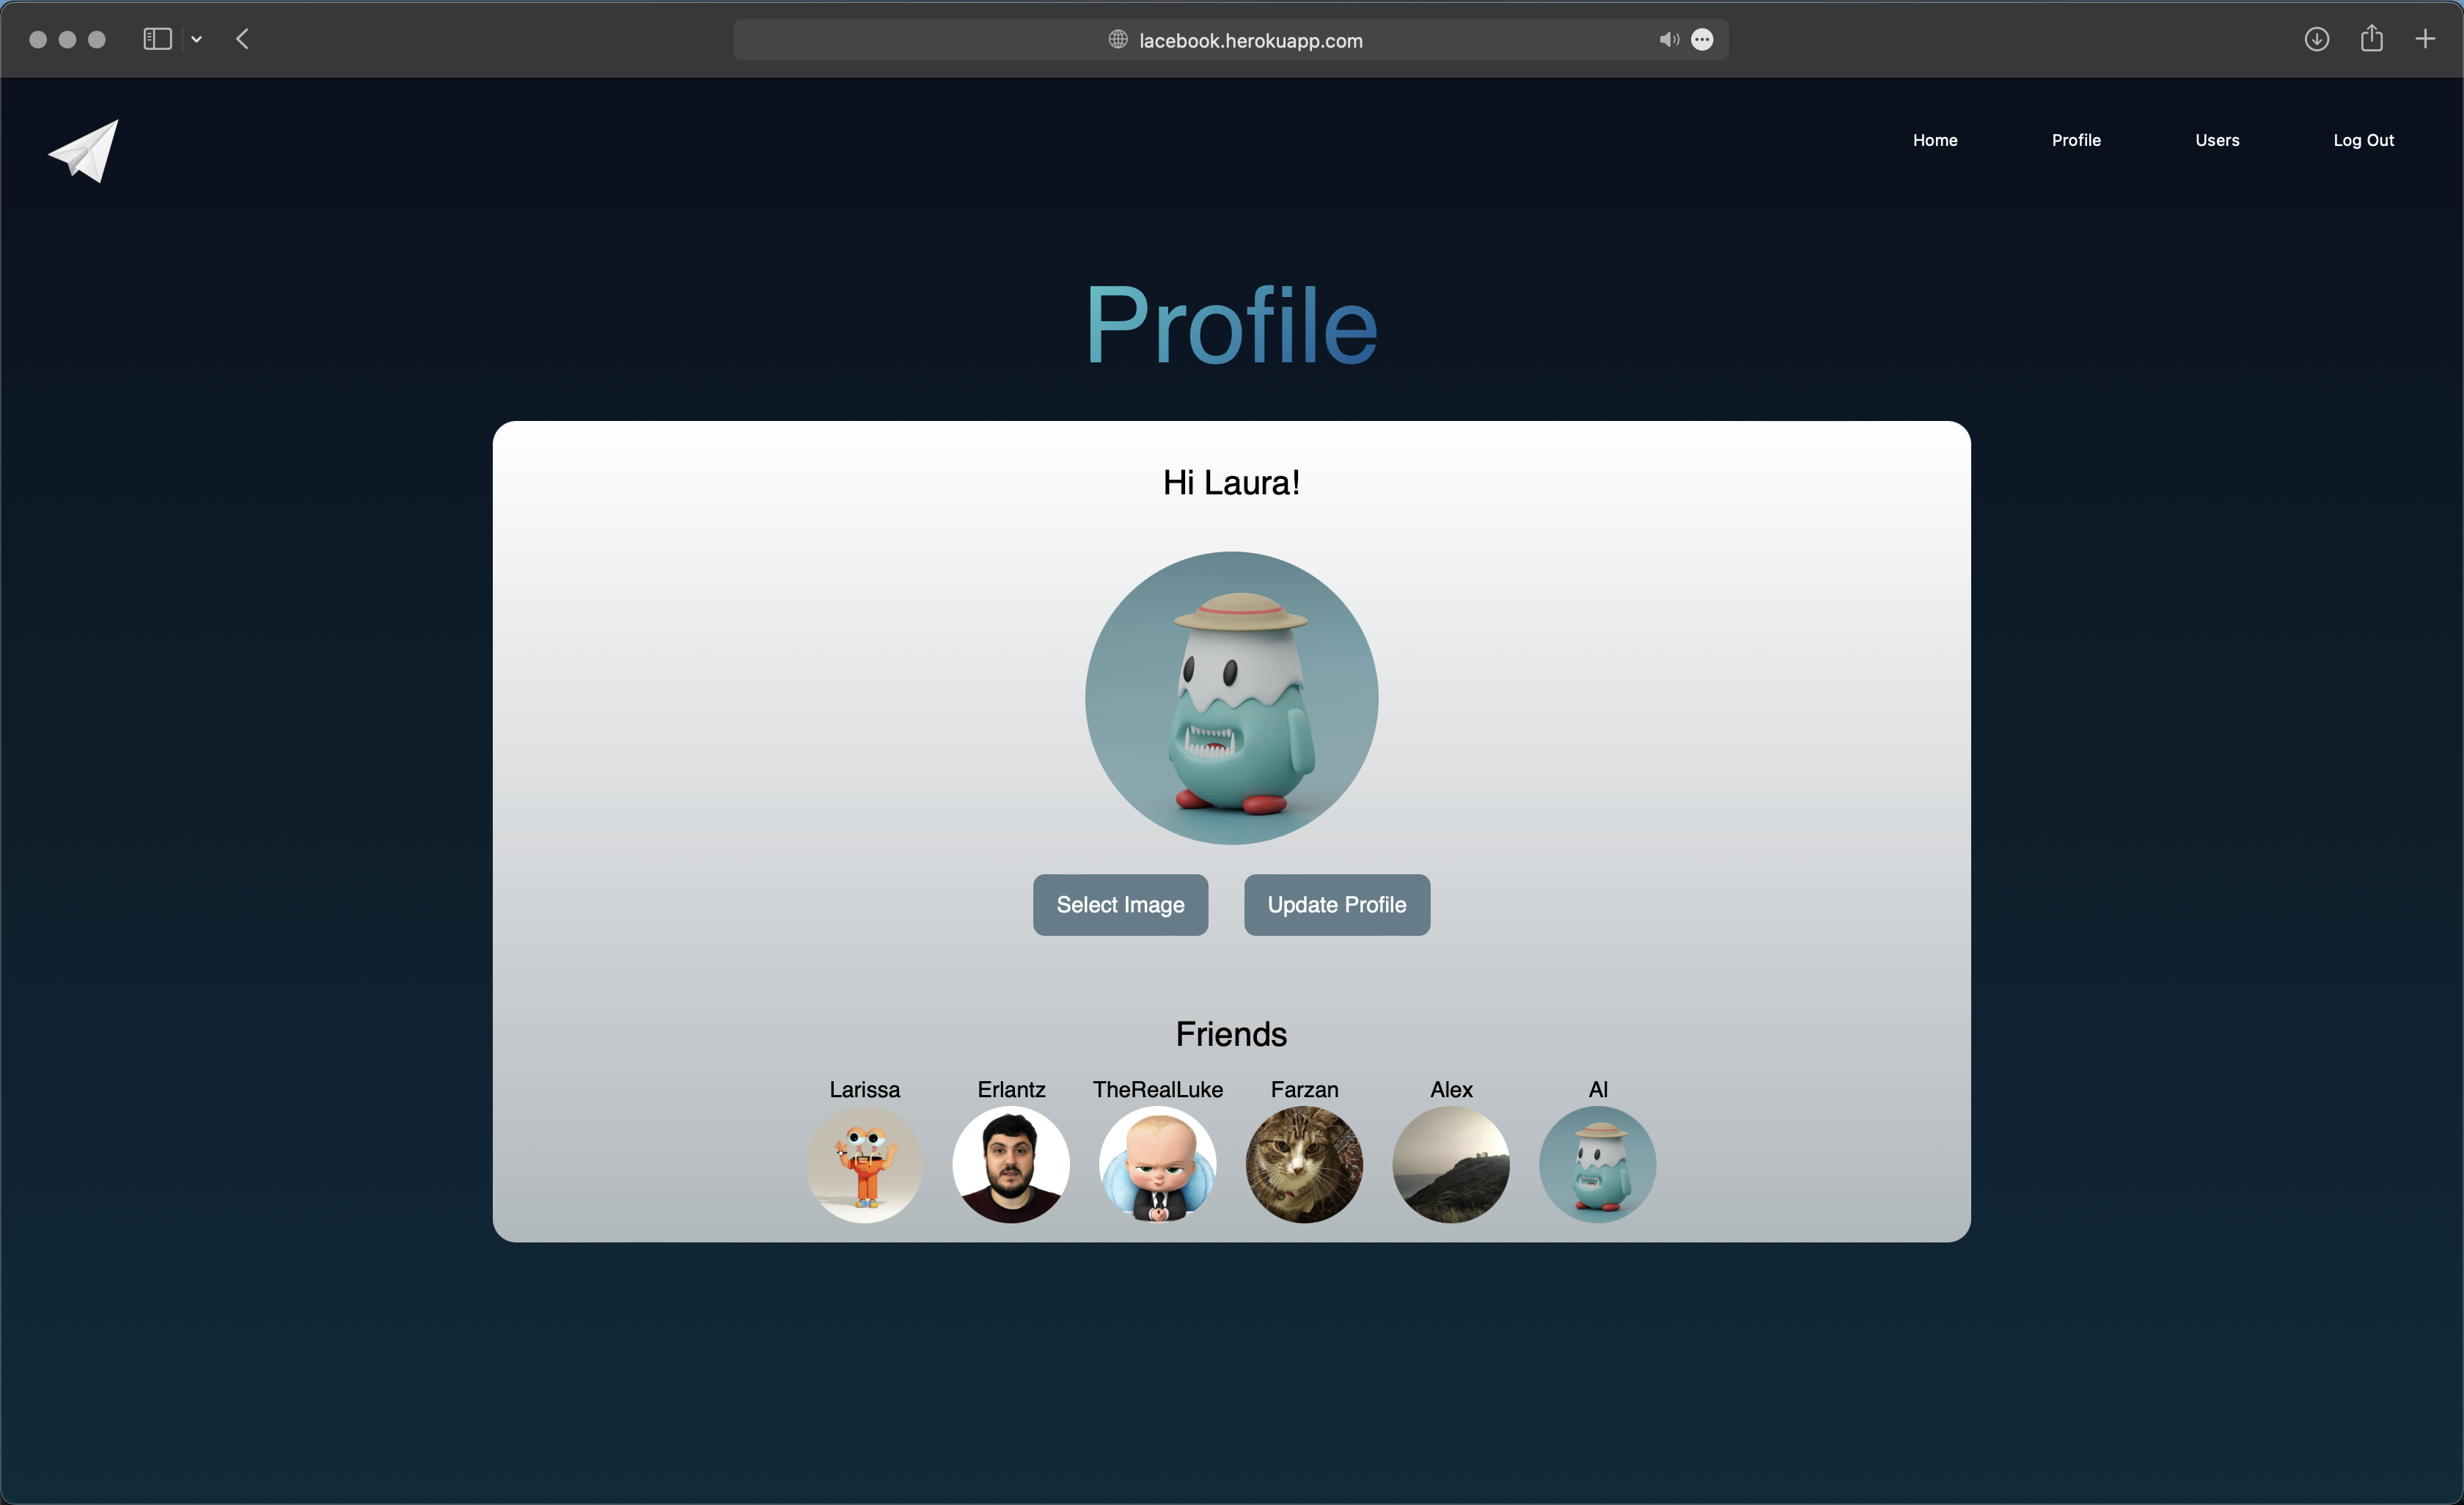 lacebook.herokuapp.com
Home Profile Users Log Out
Profile
Hi Laura!
Select Image Update Profile
Friends
Larissa Erlantz TheRealLuke Farzan Alex Al